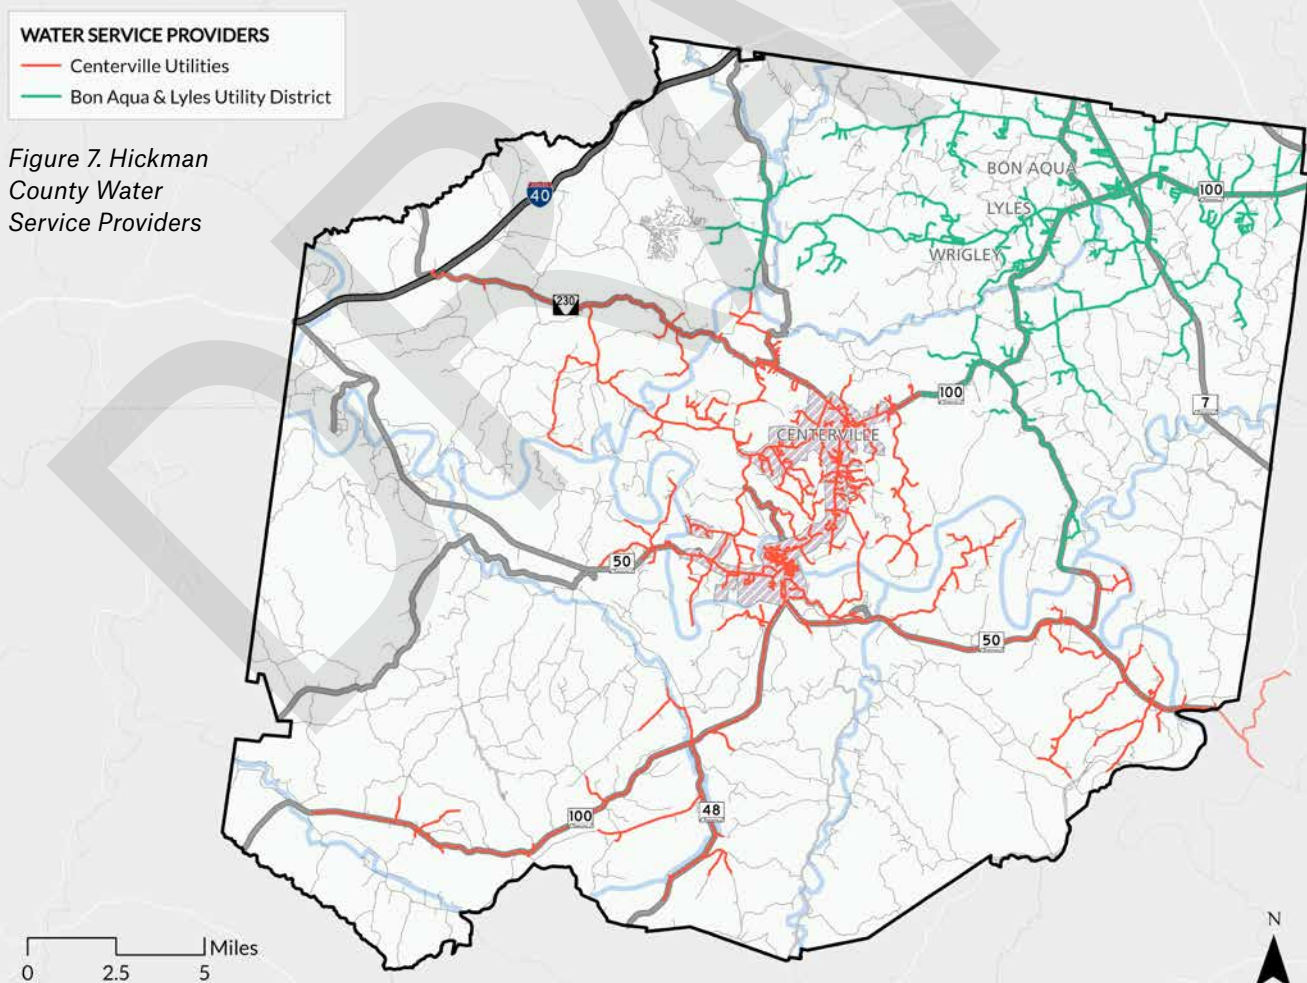 WATER SERVICE PROVIDERS
Centerville Utilities
Bon Aqua & Lyles Utility District
Figure 7. Hickman
County Water
Service Providers
DRA
40
BON AQUA
100
LYLES
WRIGLEY
230
100
7
CENTERVILLE
50
50
100
48
Miles
0 2.5 5
N